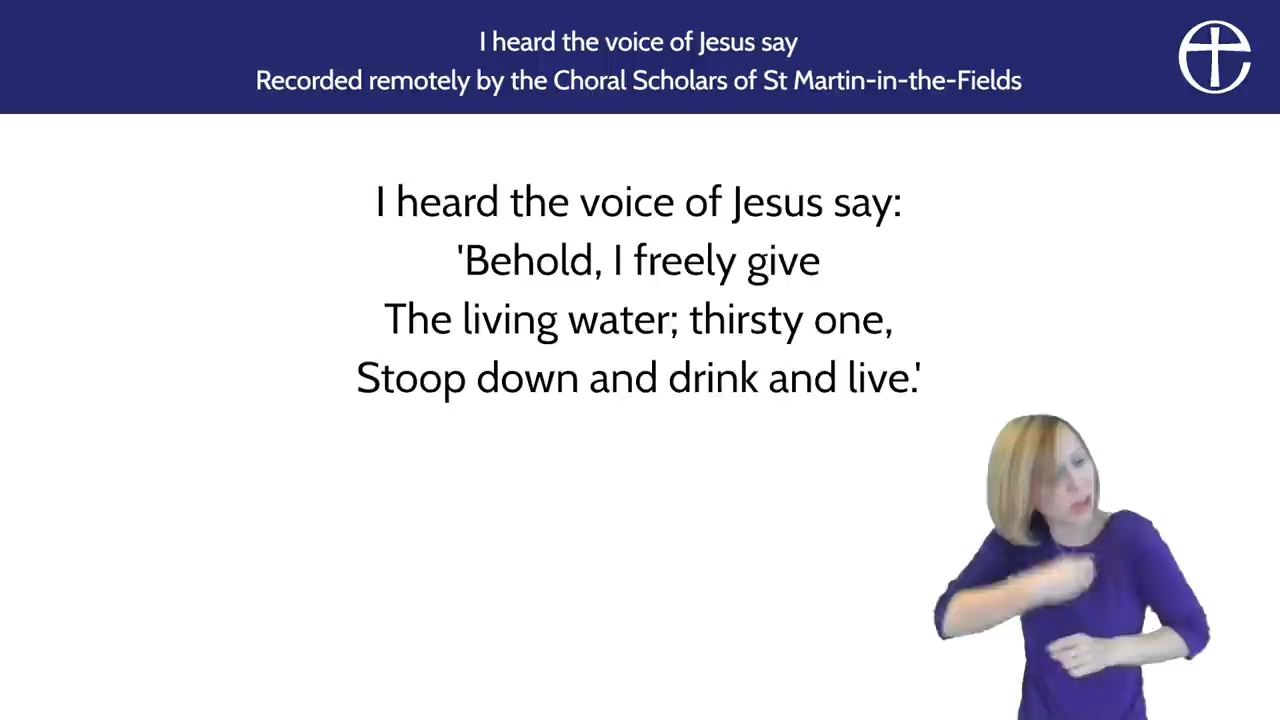 I heard the voice of Jesus say
Recorded remotely by the Choral Scholars of St Martin-in-the-Fields
I heard the voice of Jesus say:
'Behold, I freely give
The living water; thirsty one,
Stoop down and drink and live.'